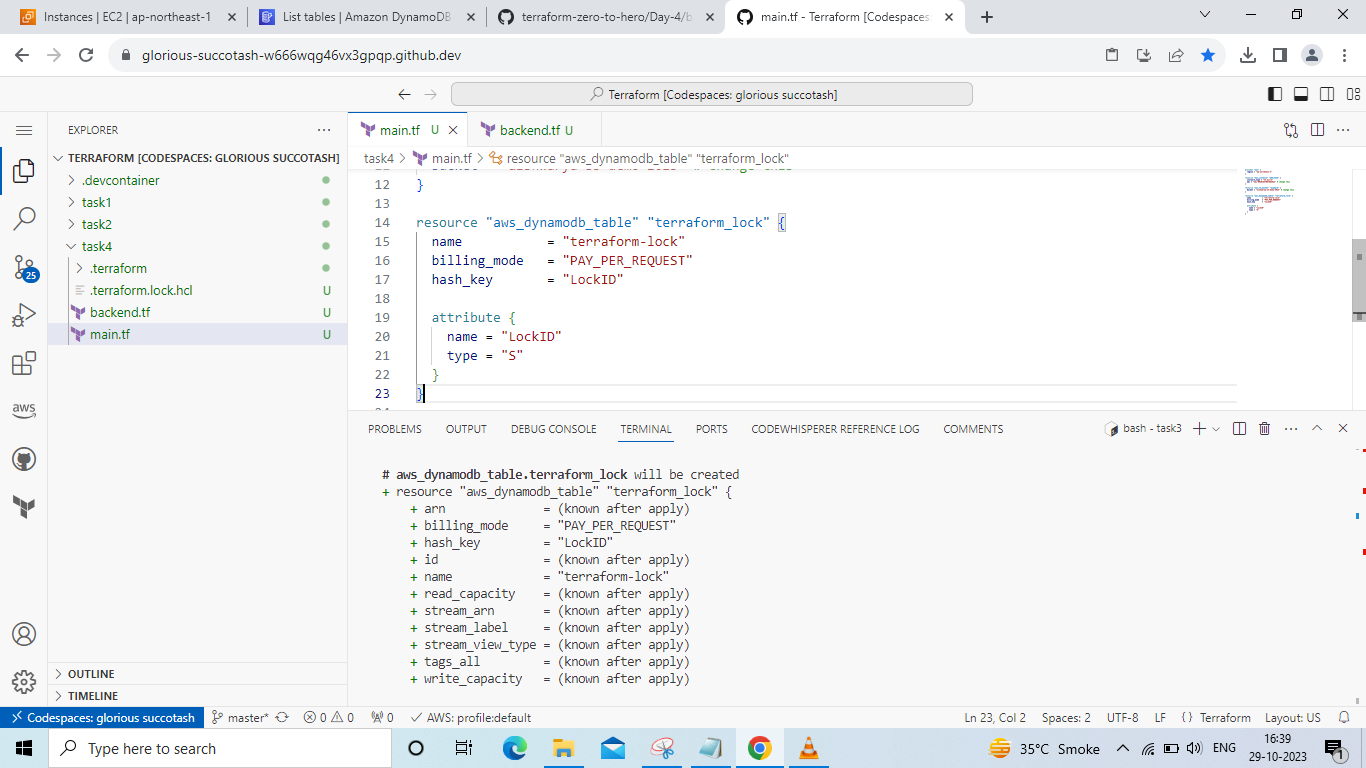 Instances | EC2 | ap-northeast-1
List tables | Amazon DynamoDB
terraform-zero-to-hero/Day-4/b
main.tf - Terraform [Codespaces:
glorious-succotash-w666wqg46vx3gpqp.github.dev
Terraform [Codespaces: glorious succotash]
EXPLORER
TERRAFORM [CODESPACES: GLORIOUS SUCCOTASH]
.devcontainer
task1
task2
task4
.terraform
.terraform.lock.hcl U
backend.tf U
main.tf U
25
aws
OUTLINE
TIMELINE
main.tf U
backend.tf U
task4 > main.tf > resource "aws_dynamodb_table" "terraform_lock"
12 }
13
14 resource "aws_dynamodb_table" "terraform_lock" {
15 name = "terraform-lock"
16 billing_mode = "PAY_PER_REQUEST"
17 hash_key = "LockID"
18
19 attribute {
20 name = "LockID"
21 type = "S"
22 }
23 }
PROBLEMS OUTPUT DEBUG CONSOLE TERMINAL PORTS CODEWHISPERER REFERENCE LOG COMMENTS
bash - task3
# aws_dynamodb_table.terraform_lock will be created
+ resource "aws_dynamodb_table" "terraform_lock" {
+ arn = (known after apply)
+ billing_mode = "PAY_PER_REQUEST"
+ hash_key = "LockID"
+ id = (known after apply)
+ name = "terraform-lock"
+ read_capacity = (known after apply)
+ stream_arn = (known after apply)
+ stream_label = (known after apply)
+ stream_view_type = (known after apply)
+ tags_all = (known after apply)
+ write_capacity = (known after apply)
Codespaces: glorious succotash
master*
0 0
0
AWS: profile:default
Ln 23, Col 2
Spaces: 2
UTF-8
LF
{ } Terraform
Layout: US
Type here to search
35°C Smoke
ENG
16:39
29-10-2023
1